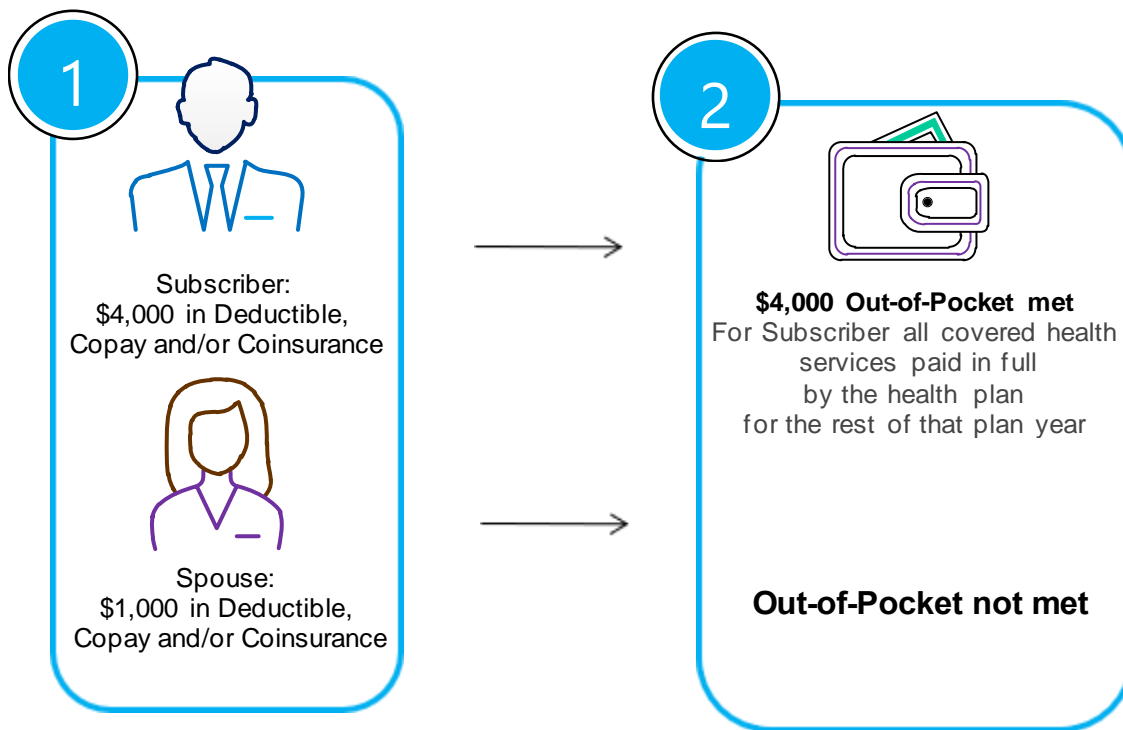 1
Subscriber:
$4,000 in Deductible,
Copay and/or Coinsurance
Spouse:
$1,000 in Deductible,
Copay and/or Coinsurance
2
$4,000 Out-of-Pocket met
For Subscriber all covered health
services paid in full
by the health plan
for the rest of that plan year
Out-of-Pocket not met